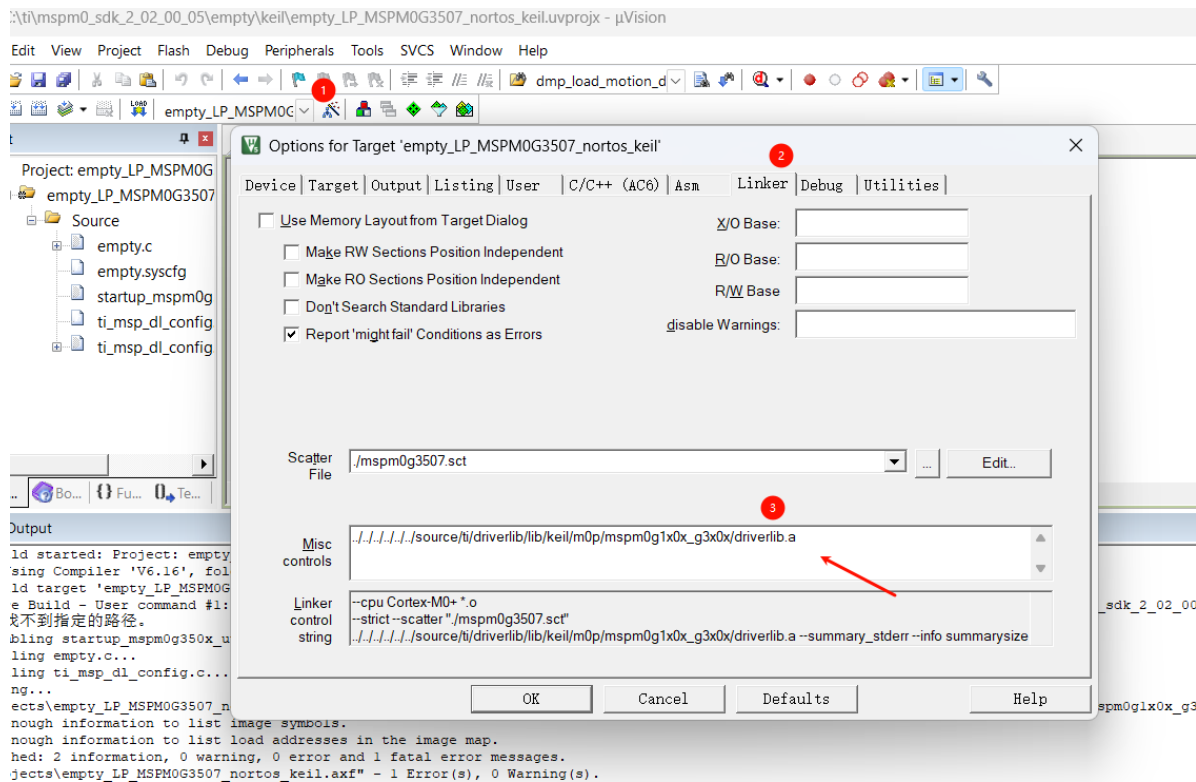 :\ti\mspm0_sdk_2_02_00_05\empty\keil\empty_LP_MSPM0G3507_nortos_keil.uvprojx - µVision
Edit View Project Flash Debug Peripherals Tools SVCS Window Help
dmp_load_motion_d
1
LOAD
empty_LP_MSPM0G
Project: empty_LP_MSPM0G
empty_LP_MSPM0G3507
Source
empty.c
empty.syscfg
startup_mspm0g
ti_msp_dl_config
ti_msp_dl_config
... Bo... {} Fu... Te...
Options for Target 'empty_LP_MSPM0G3507_nortos_keil'
2
Device Target Output Listing User C/C++ (AC6) Asm Linker Debug Utilities
Use Memory Layout from Target Dialog
Make RW Sections Position Independent
Make RO Sections Position Independent
Don't Search Standard Libraries
Report 'might fail' Conditions as Errors
X/O Base:
R/O Base:
R/W Base
disable Warnings:
Scatter File
./mspm0g3507.sct
...
Edit...
3
Misc controls
../../../../../../source/ti/driverlib/lib/keil/m0p/mspm0g1x0x_g3x0x/driverlib.a
Linker control string
--cpu Cortex-M0+ *.o
--strict --scatter "./mspm0g3507.sct"
../../../../../../source/ti/driverlib/lib/keil/m0p/mspm0g1x0x_g3x0x/driverlib.a --summary_stderr --info summarysize
OK Cancel Defaults Help
Output
ld started: Project: empty
sing Compiler 'V6.16', fol
ld target 'empty_LP_MSPM0G
e Build - User command #1:
_sdk_2_02_00
找不到指定的路径。
bling startup_mspm0g350x_u
ling empty.c...
ling ti_msp_dl_config.c...
ng...
ects\empty_LP_MSPM0G3507_n
spm0g1x0x_g3
nough information to list image symbols.
nough information to list load addresses in the image map.
hed: 2 information, 0 warning, 0 error and 1 fatal error messages.
jects\empty_LP_MSPM0G3507_nortos_keil.axf" - 1 Error(s), 0 Warning(s).